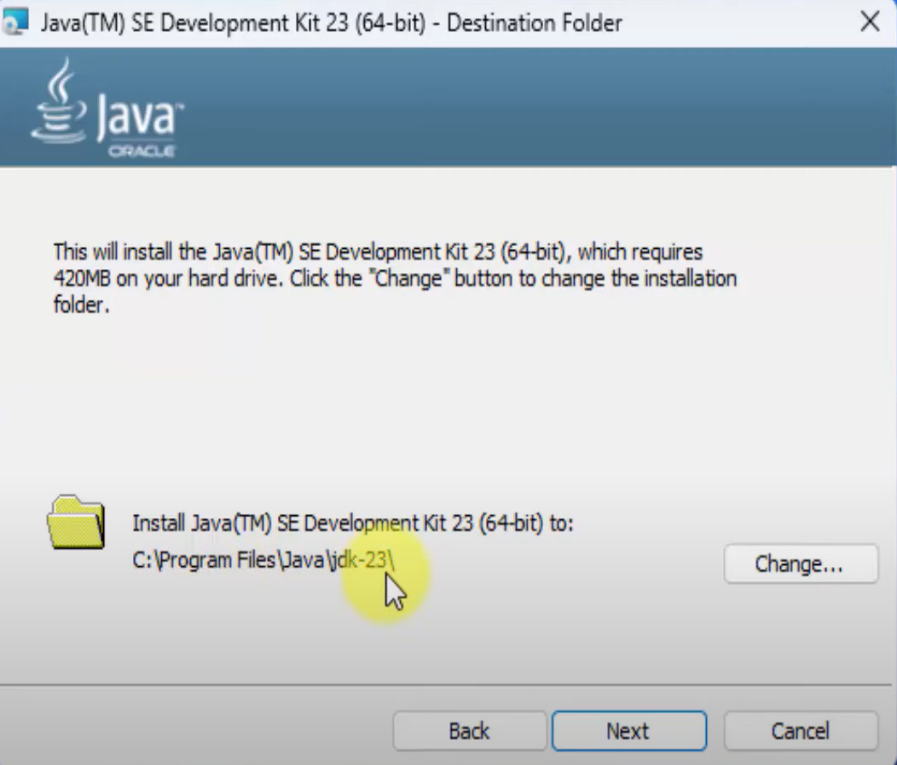 Java(TM) SE Development Kit 23 (64-bit) - Destination Folder
Java™
ORACLE
This will install the Java(TM) SE Development Kit 23 (64-bit), which requires
420MB on your hard drive. Click the "Change" button to change the installation
folder.
Install Java(TM) SE Development Kit 23 (64-bit) to:
C:\Program Files\Java\jdk-23\
Change...
Back
Next
Cancel